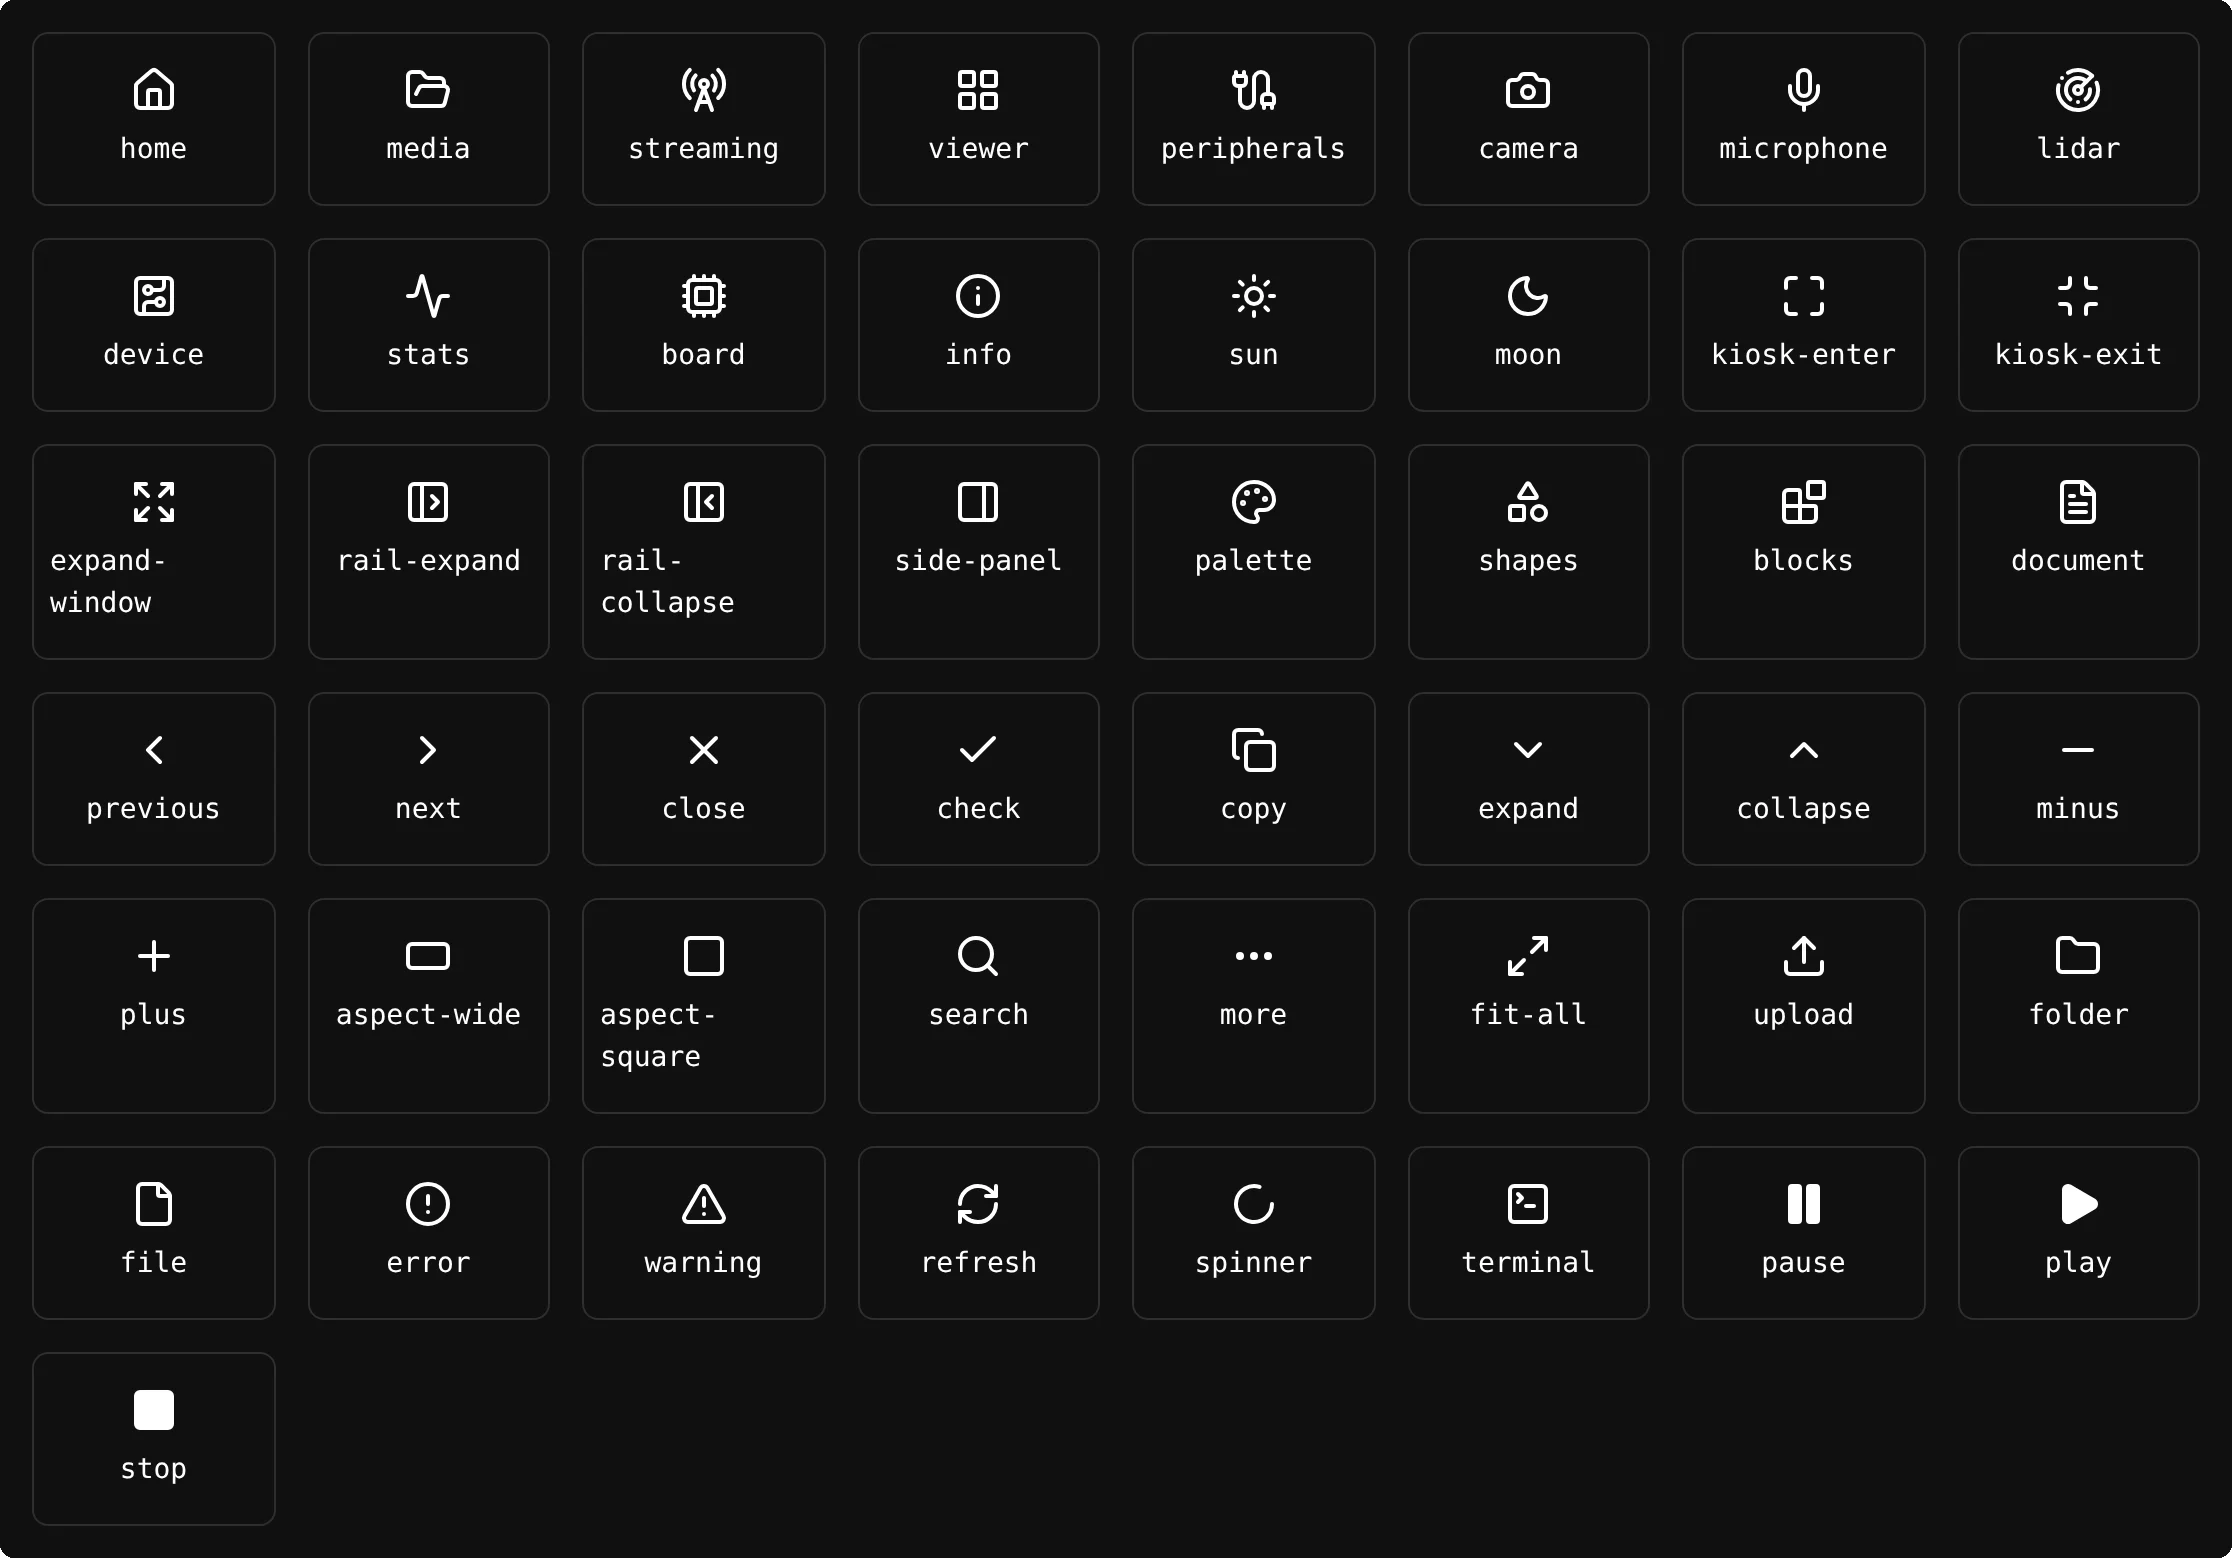 home
media
streaming
viewer
peripherals
camera
microphone
lidar
device
stats
board
info
sun
moon
kiosk-enter
kiosk-exit
expand-
window
rail-expand
rail-
collapse
side-panel
palette
shapes
blocks
document
previous
next
close
check
copy
expand
collapse
minus
plus
aspect-wide
aspect-
square
search
more
fit-all
upload
folder
file
error
warning
refresh
spinner
terminal
pause
play
stop